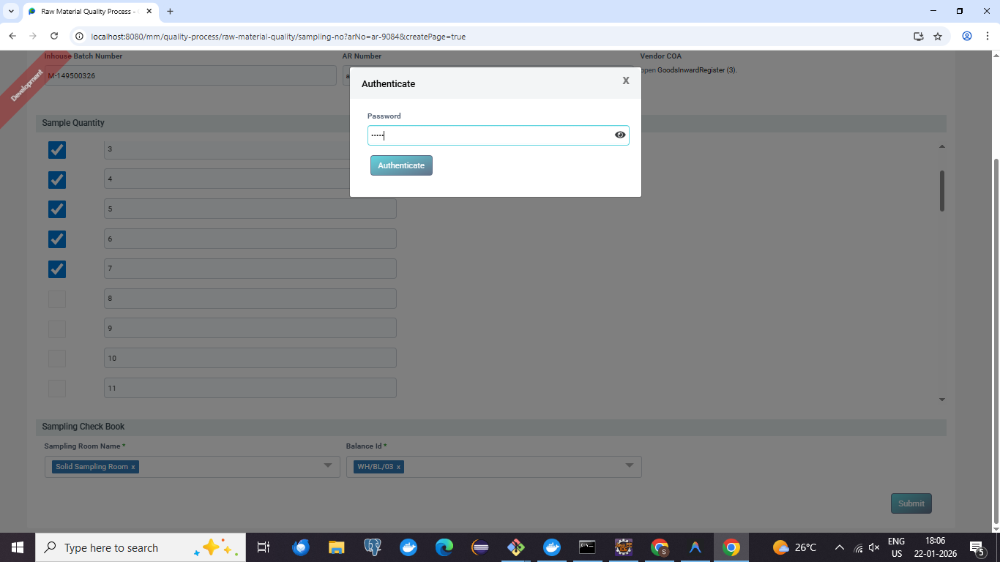 Raw Material Quality Process -
localhost:8080/mm/quality-process/raw-material-quality/sampling-no?arNo=ar-9084&createPage=true
Development
Inhouse Batch Number
AR Number
Vendor COA
M-149500326
open GoodsInwardRegister (3).
Authenticate
X
Password
•••••
Authenticate
Sample Quantity
3
4
5
6
7
8
9
10
11
Sampling Check Book
Sampling Room Name *
Balance Id *
Solid Sampling Room x
WH/BL/03 x
Submit
Type here to search
26°C
ENG
US
18:06
22-01-2026
5